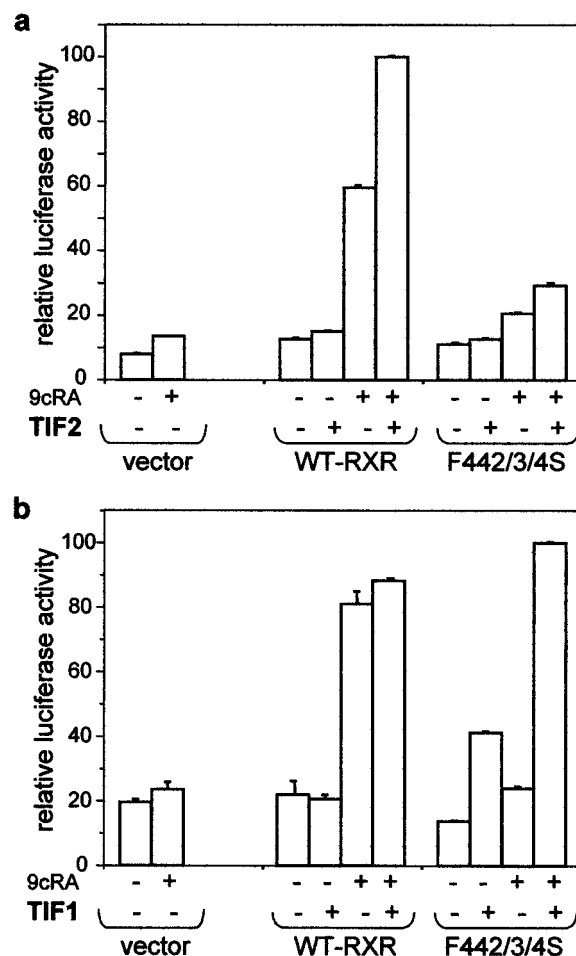 a
relative luciferase activity
100
80
60
40
20
0
9cRA - + - - + + - - + +
TIF2 - - - + - + - + - +
vector WT-RXR F442/3/4S
b
relative luciferase activity
100
80
60
40
20
0
9cRA - + - - + + - - + +
TIF1 - - - + - + - + - +
vector WT-RXR F442/3/4S